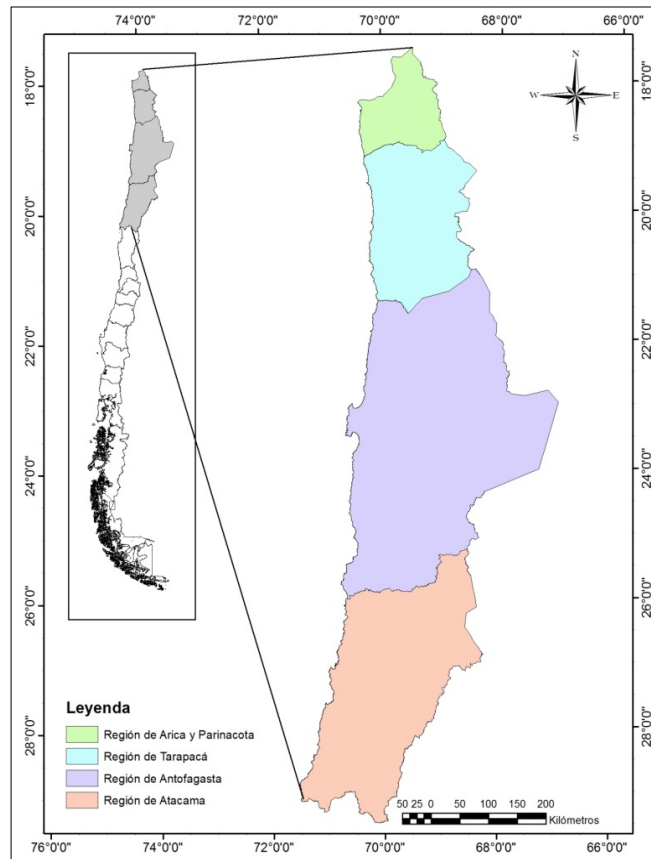 76°0'0" 74°0'0" 72°0'0" 70°0'0" 68°0'0" 66°0'0"
N
W E
S
18°0'0" 18°0'0"
20°0'0" 20°0'0"
22°0'0" 22°0'0"
24°0'0" 24°0'0"
26°0'0" 26°0'0"
28°0'0" 28°0'0"
Leyenda
Región de Arica y Parinacota
Región de Tarapacá
Región de Antofagasta
Región de Atacama
50 25 0 50 100 150 200
Kilómtros
76°0'0" 74°0'0" 72°0'0" 70°0'0" 68°0'0" 66°0'0"